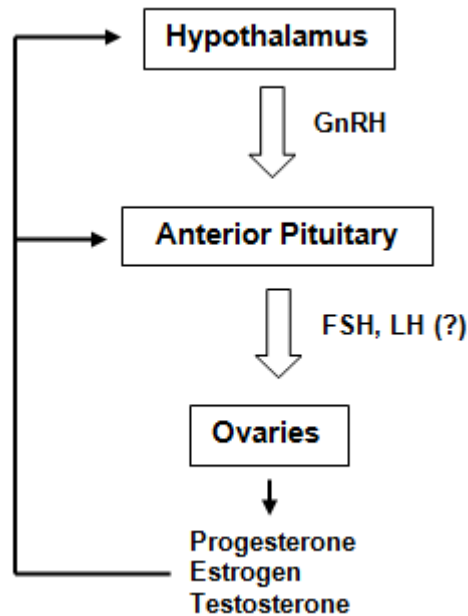 Hypothalamus
GnRH
Anterior Pituitary
FSH, LH (?)
Ovaries
Progesterone
Estrogen
Testosterone